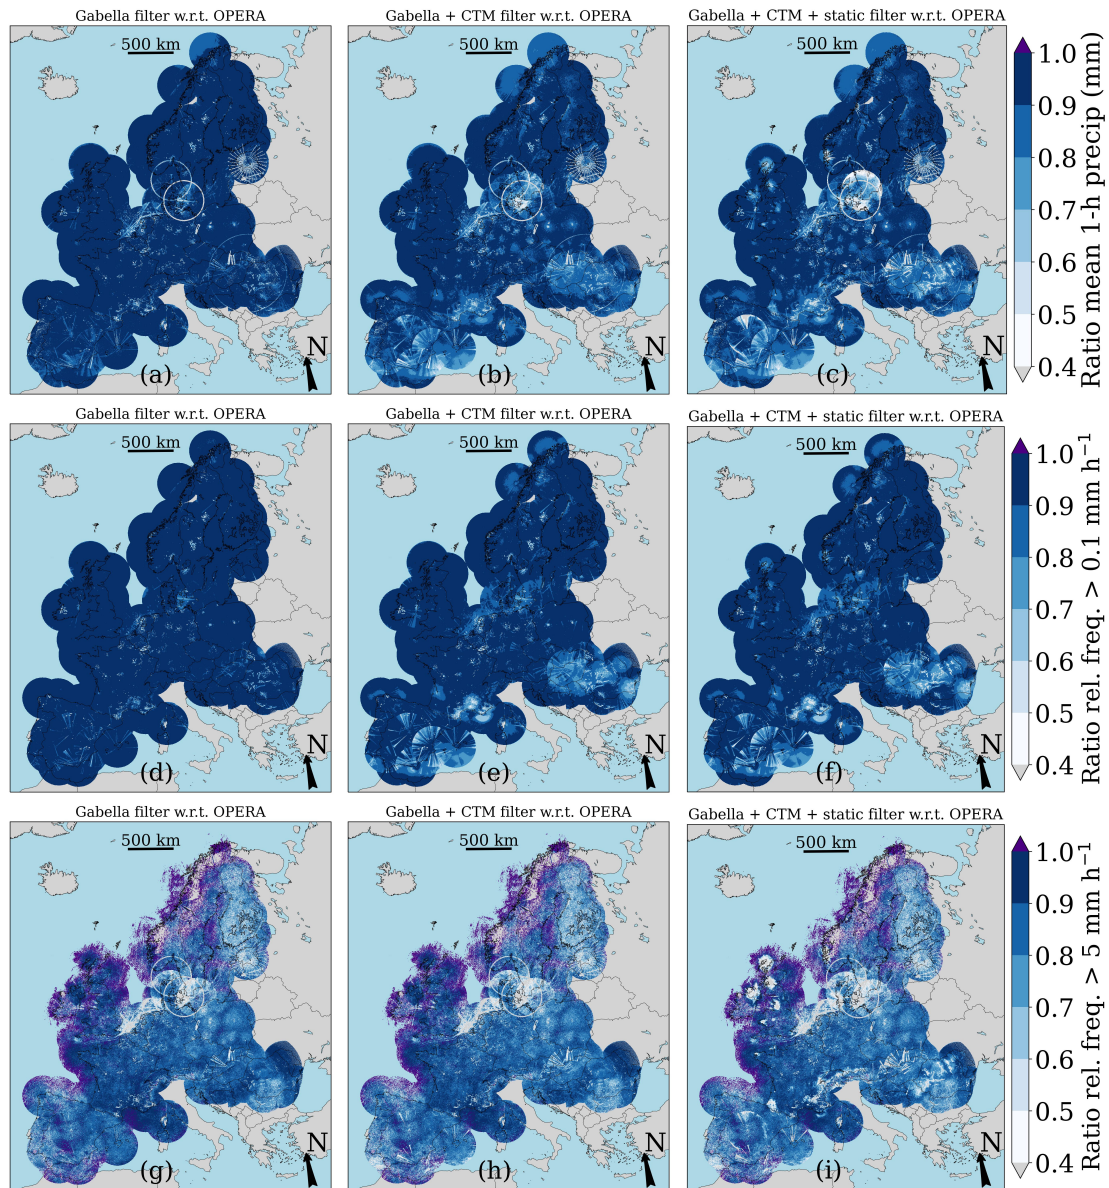 Gabella filter w.r.t. OPERA
500 km
N
(a)
Gabella + CTM filter w.r.t. OPERA
500 km
N
(b)
Gabella + CTM + static filter w.r.t. OPERA
500 km
N
(c)
1.0
0.9
0.8
0.7
0.6
0.5
0.4
Ratio mean 1-h precip (mm)
Gabella filter w.r.t. OPERA
500 km
N
(d)
Gabella + CTM filter w.r.t. OPERA
500 km
N
(e)
Gabella + CTM + static filter w.r.t. OPERA
500 km
N
(f)
1.0
0.9
0.8
0.7
0.6
0.5
0.4
Ratio rel. freq. > 0.1 mm h⁻¹
Gabella filter w.r.t. OPERA
500 km
N
(g)
Gabella + CTM filter w.r.t. OPERA
500 km
N
(h)
Gabella + CTM + static filter w.r.t. OPERA
500 km
N
(i)
1.0
0.9
0.8
0.7
0.6
0.5
0.4
Ratio rel. freq. > 5 mm h⁻¹